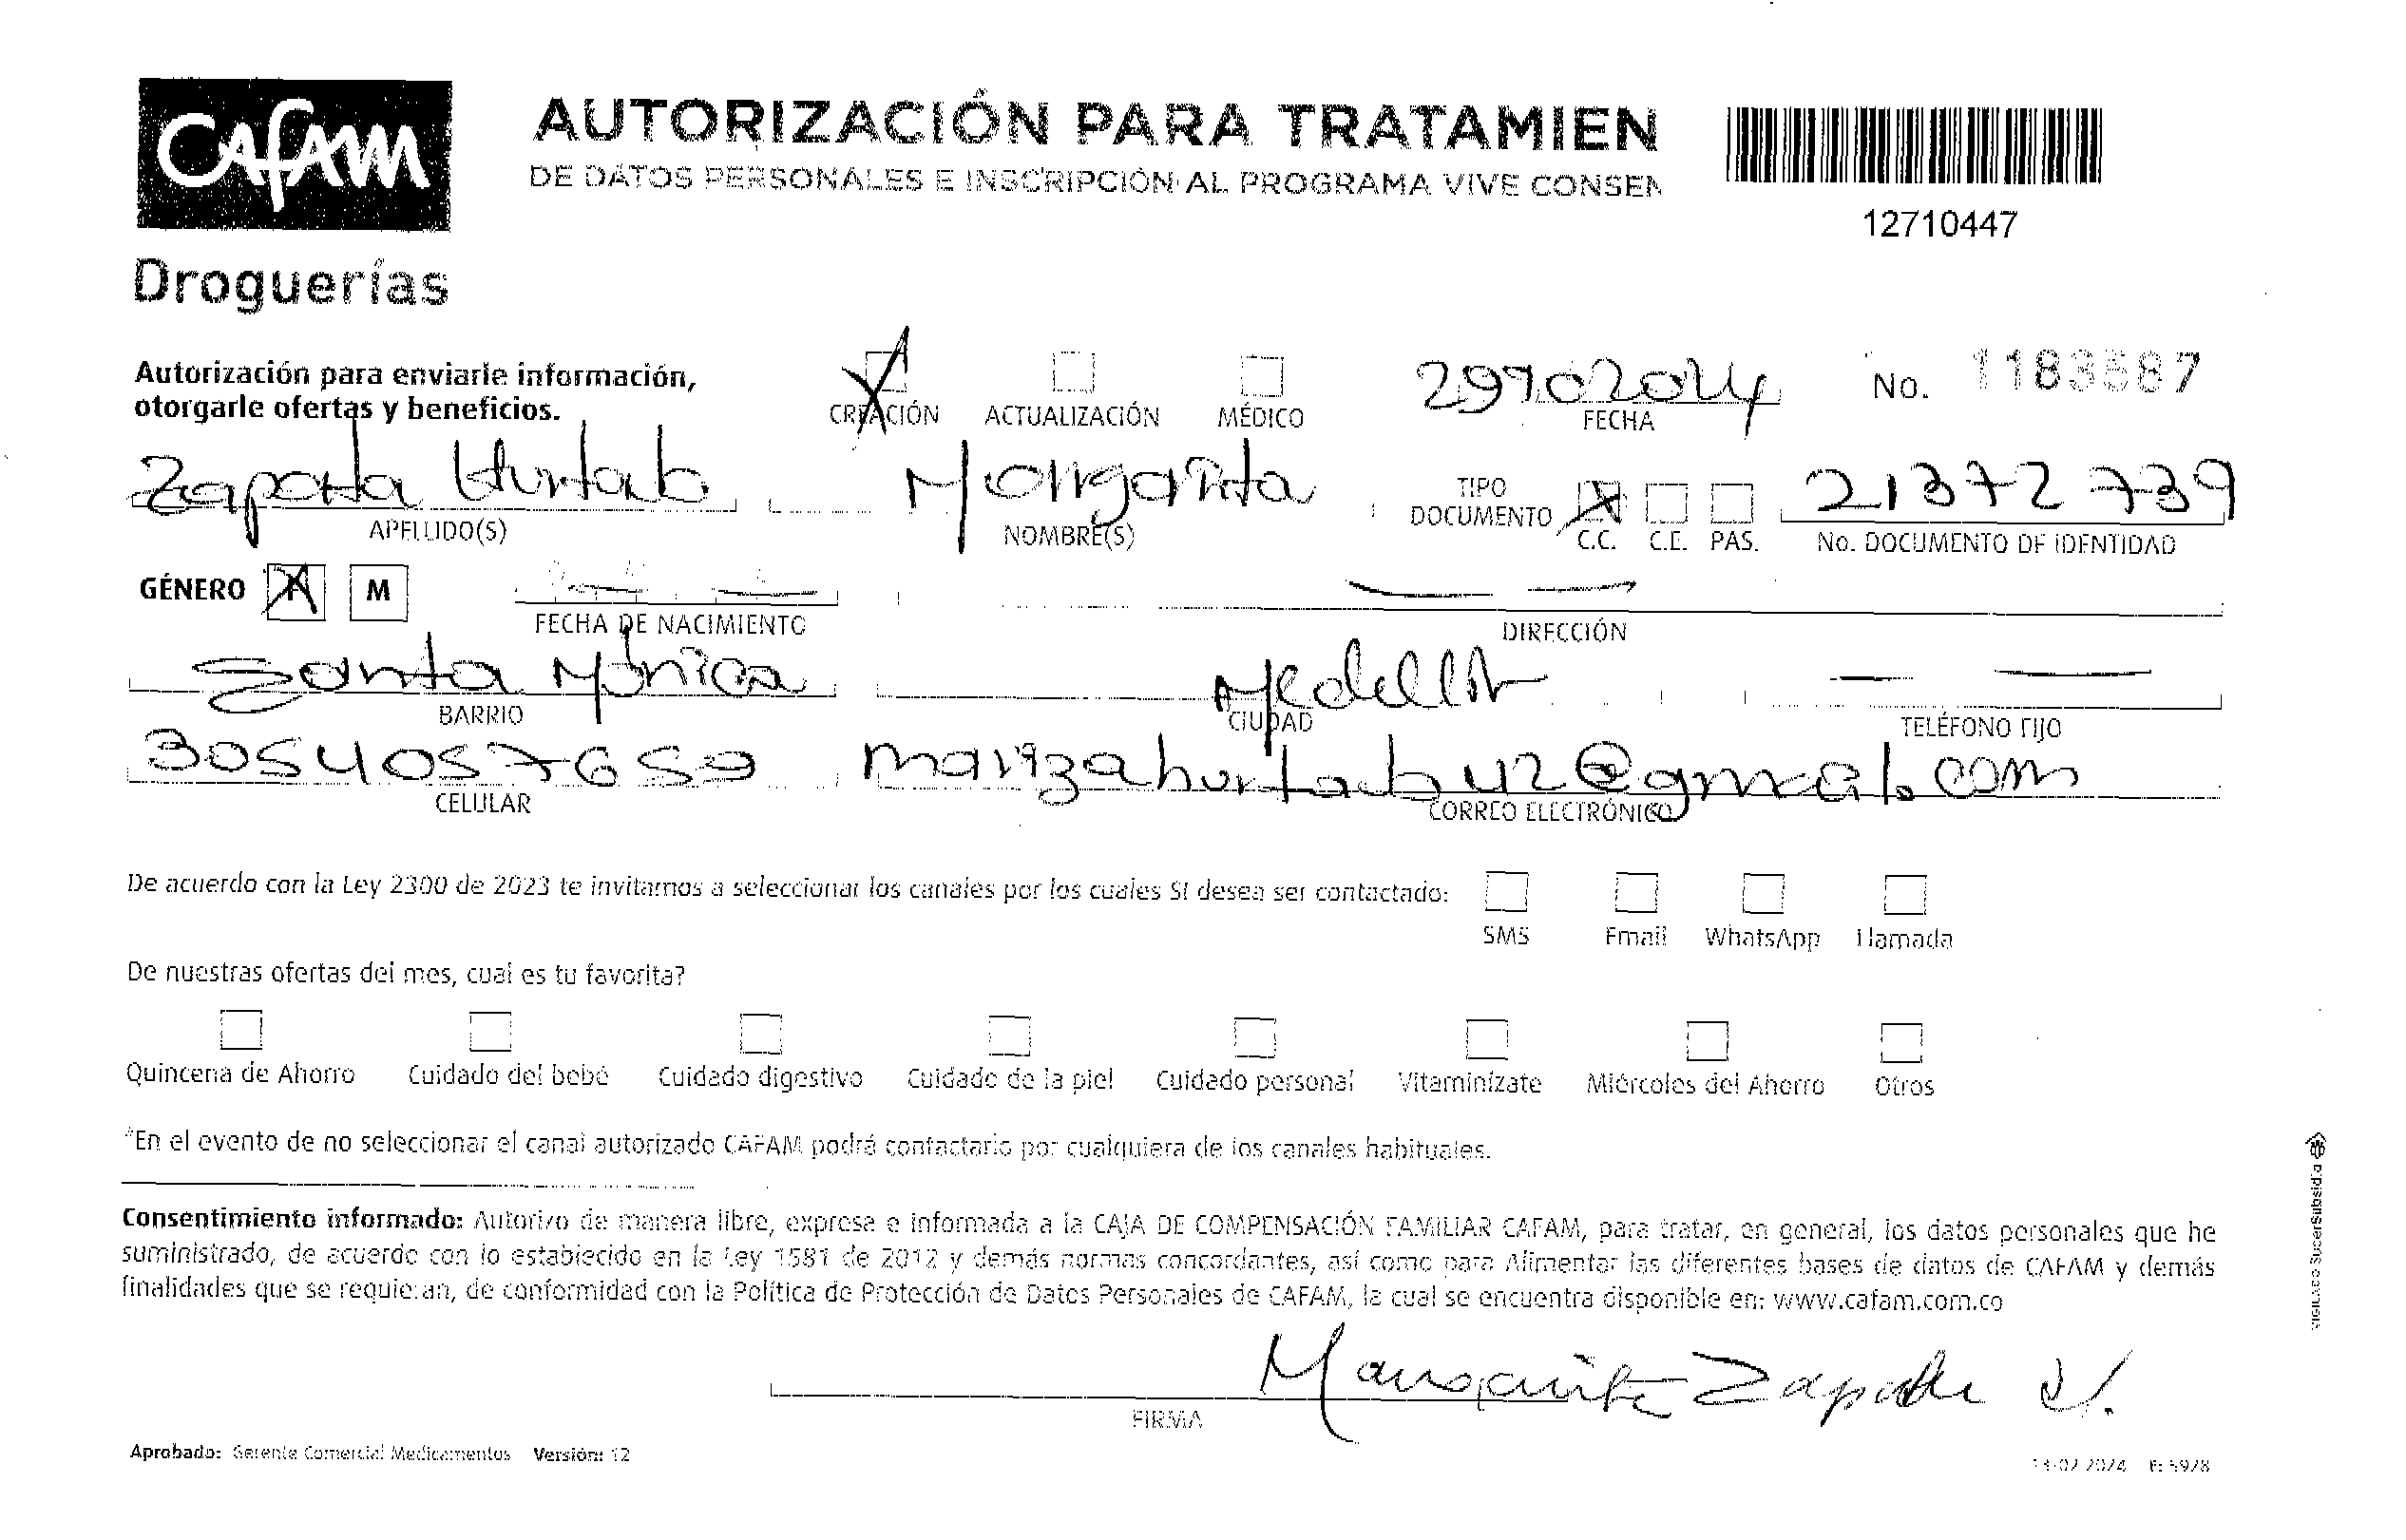 CAFAM
AUTORIZACIÓN PARA TRATAMIEN
DE DATOS PERSONALES E INSCRIPCIÓN AL PROGRAMA VIVE CONSEN
12710447
Droguerías
Autorización para enviarle información,
otorgarle ofertas y beneficios.
CREACIÓN ACTUALIZACIÓN MÉDICO
29102024
FECHA
No. 1183587
Zapata Hurtado Margarita
APELLIDO(S) NOMBRE(S)
TIPO DOCUMENTO X C.C. C.E. PAS.
21372739
No. DOCUMENTO DE IDENTIDAD
GÉNERO F M
FECHA DE NACIMIENTO DIRECCIÓN
Santa Mónica Medellín
BARRIO CIUDAD TELÉFONO FIJO
3054057659 marizahurtado42@gmail.com
CELULAR CORREO ELECTRÓNICO
De acuerdo con la Ley 2300 de 2023 te invitamos a seleccionar los canales por los cuales SI desea ser contactado:
SMS Email WhatsApp Llamada
De nuestras ofertas del mes, cual es tu favorita?
Quincena de Ahorro Cuidado del bebé Cuidado digestivo Cuidado de la piel Cuidado personal Vitaminízate Miércoles del Ahorro Otros
*En el evento de no seleccionar el canal autorizado CAFAM podrá contactarlo por cualquiera de los canales habituales.
Consentimiento informado: Autorizo de manera libre, expresa e informada a la CAJA DE COMPENSACIÓN FAMILIAR CAFAM, para tratar, en general, los datos personales que he
suministrado, de acuerdo con lo establecido en la Ley 1581 de 2012 y demás normas concordantes, así como para Alimentar las diferentes bases de datos de CAFAM y demás
finalidades que se requieran, de conformidad con la Política de Protección de Datos Personales de CAFAM, la cual se encuentra disponible en: www.cafam.com.co
Margarita Zapata H.
FIRMA
Aprobado: Gerente Comercial Medicamentos Versión: 12
13-02-2024 F: 5928
VIGILADO SuperSubsidio